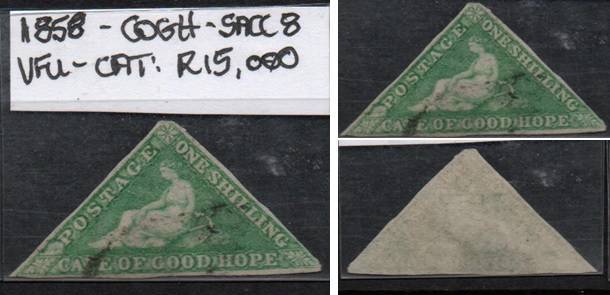 1858 - COGH - SACC 8
VFU - CAT: R15,000
POSTAGE
ONE SHILLING
CAPE OF GOOD HOPE
POSTAGE
ONE SHILLING
CAPE OF GOOD HOPE